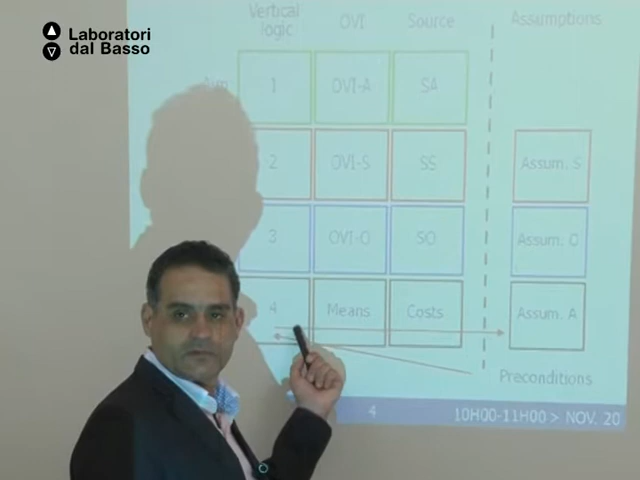 Laboratori
dal Basso
Vertical
logic
OVI
Source
Assumptions
1
OVI-A
SA
2
OVI-S
SS
Assum. S
3
OVI-O
SO
Assum. O
4
Means
Costs
Assum. A
Preconditions
4
10H00-11H00 > NOV. 20